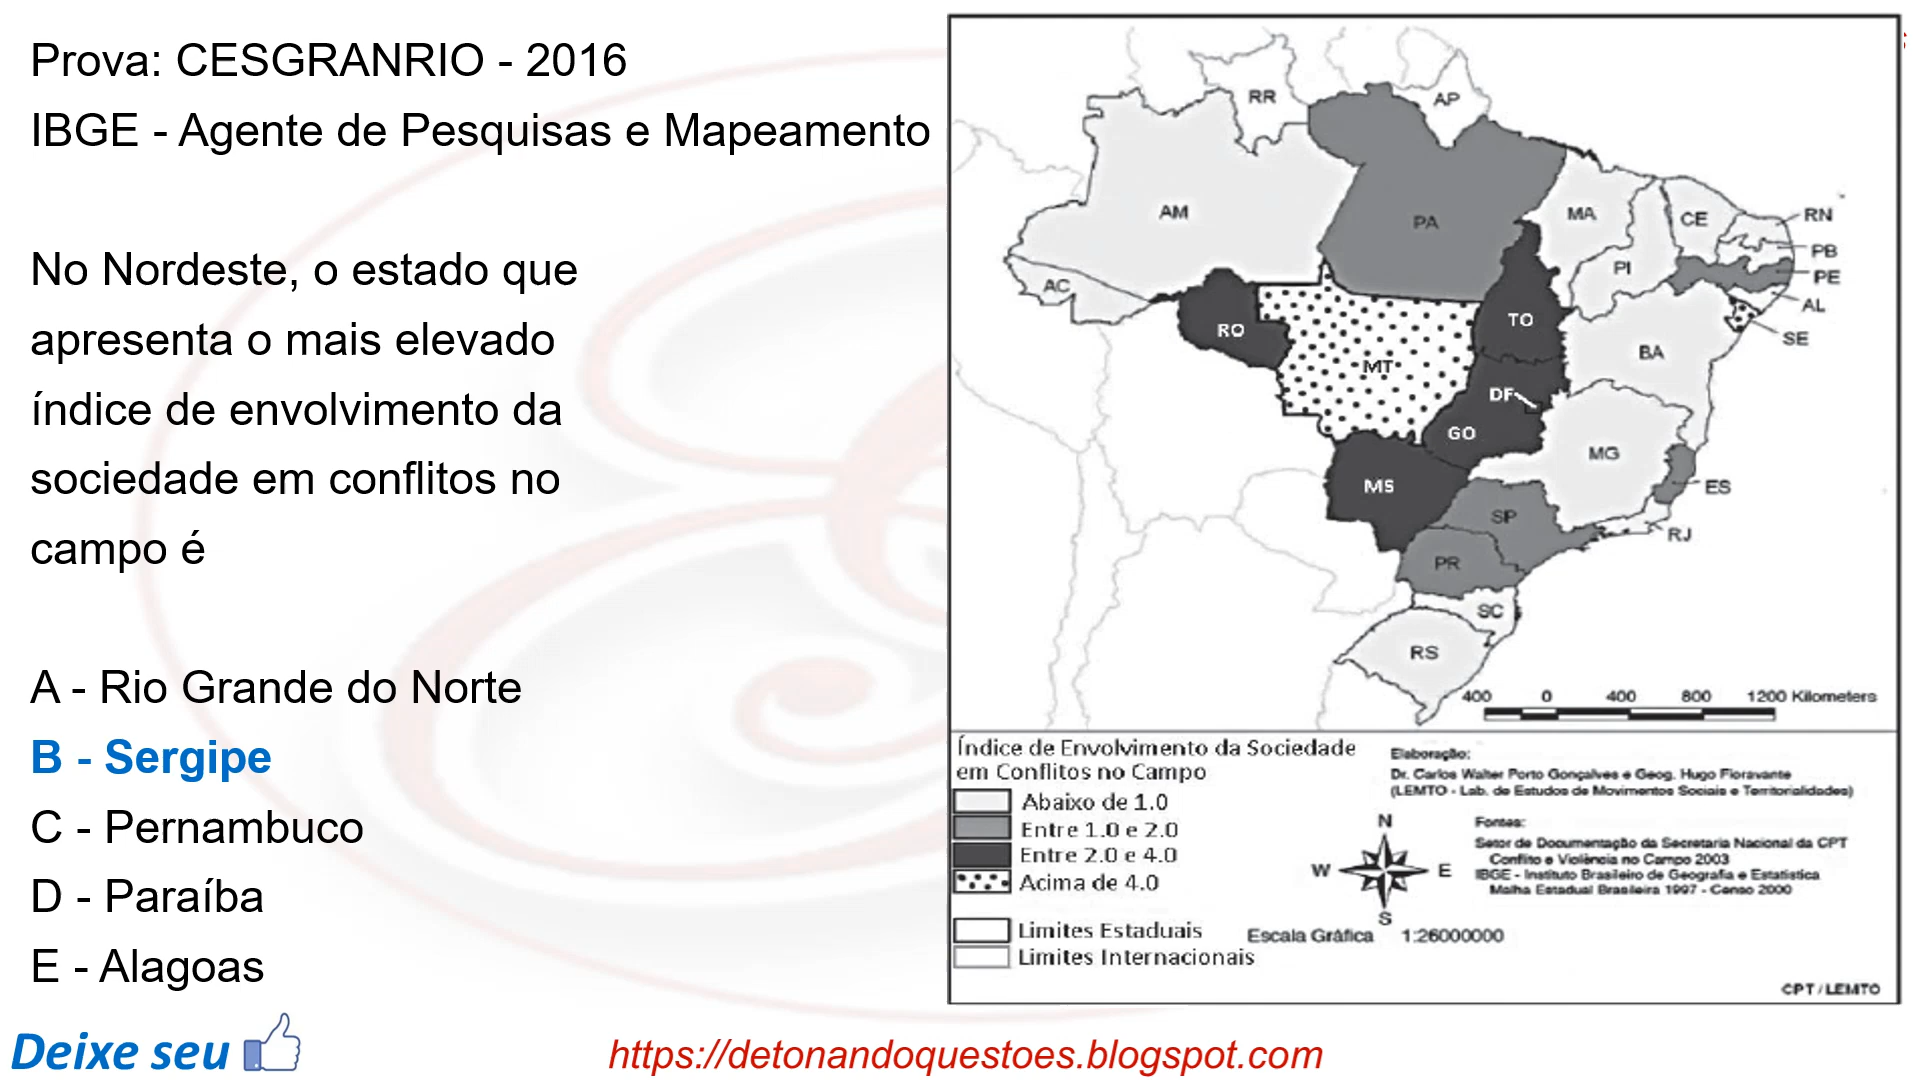 Prova: CESGRANRIO - 2016
IBGE - Agente de Pesquisas e Mapeamento
No Nordeste, o estado que
apresenta o mais elevado
índice de envolvimento da
sociedade em conflitos no
campo é
A - Rio Grande do Norte
B - Sergipe
C - Pernambuco
D - Paraíba
E - Alagoas
Deixe seu
https://detonandoquestoes.blogspot.com
RR
AP
AM
PA
MA
CE
RN
PB
PE
PI
AL
SE
AC
RO
TO
MT
BA
DF
GO
MG
MS
ES
SP
RJ
PR
SC
RS
400 0 400 800 1200 Kilometers
Índice de Envolvimento da Sociedade
em Conflitos no Campo
Abaixo de 1.0
Entre 1.0 e 2.0
Entre 2.0 e 4.0
Acima de 4.0
Limites Estaduais
Limites Internacionais
Elaboração:
Dr. Carlos Walter Porto Gonçalves e Geog. Hugo Fioravante
(LEMTO - Lab. de Estudos de Movimentos Sociais e Territorialidades)
N
W E
S
Fontes:
Setor de Documentação da Secretaria Nacional da CPT
Conflito e Violência no Campo 2003
IBGE - Instituto Brasileiro de Geografia e Estatística
Malha Estadual Brasileira 1997 - Censo 2000
Escala Gráfica 1:26000000
CPT / LEMTO